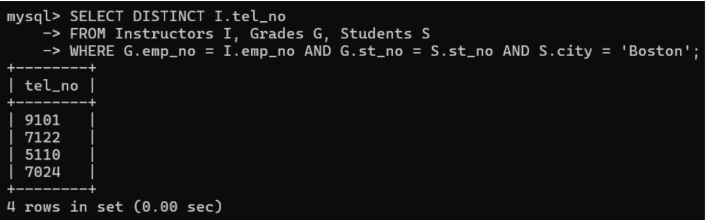 mysql> SELECT DISTINCT I.tel_no
    -> FROM Instructors I, Grades G, Students S
    -> WHERE G.emp_no = I.emp_no AND G.st_no = S.st_no AND S.city = 'Boston';
+--------+
| tel_no |
+--------+
| 9101   |
| 7122   |
| 5110   |
| 7024   |
+--------+
4 rows in set (0.00 sec)